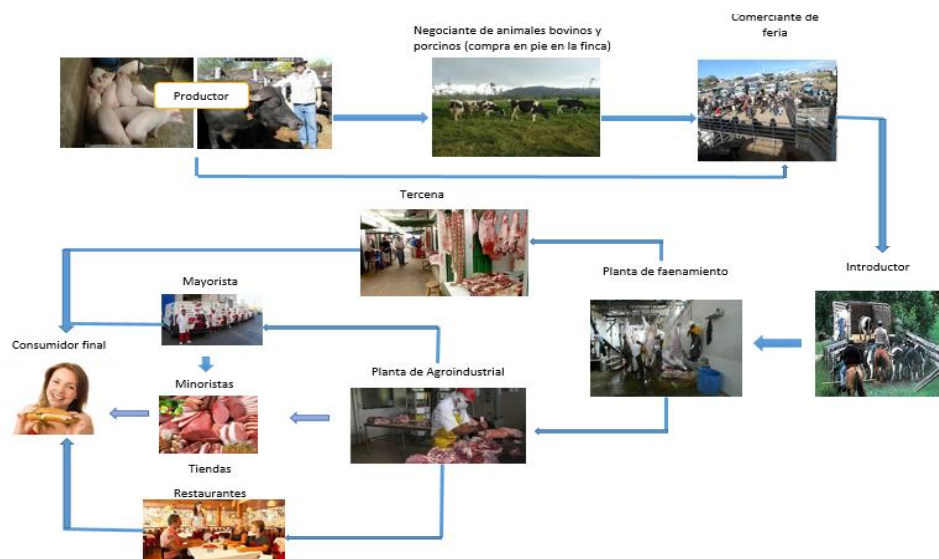 Comerciante de
feria
Negociante de animales bovinos y
porcinos (compra en pie en la finca)
Productor
Tercena
Planta de faenamiento
Introductor
Mayorista
Consumidor final
Planta de Agroindustrial
Minoristas
Tiendas
Restaurantes